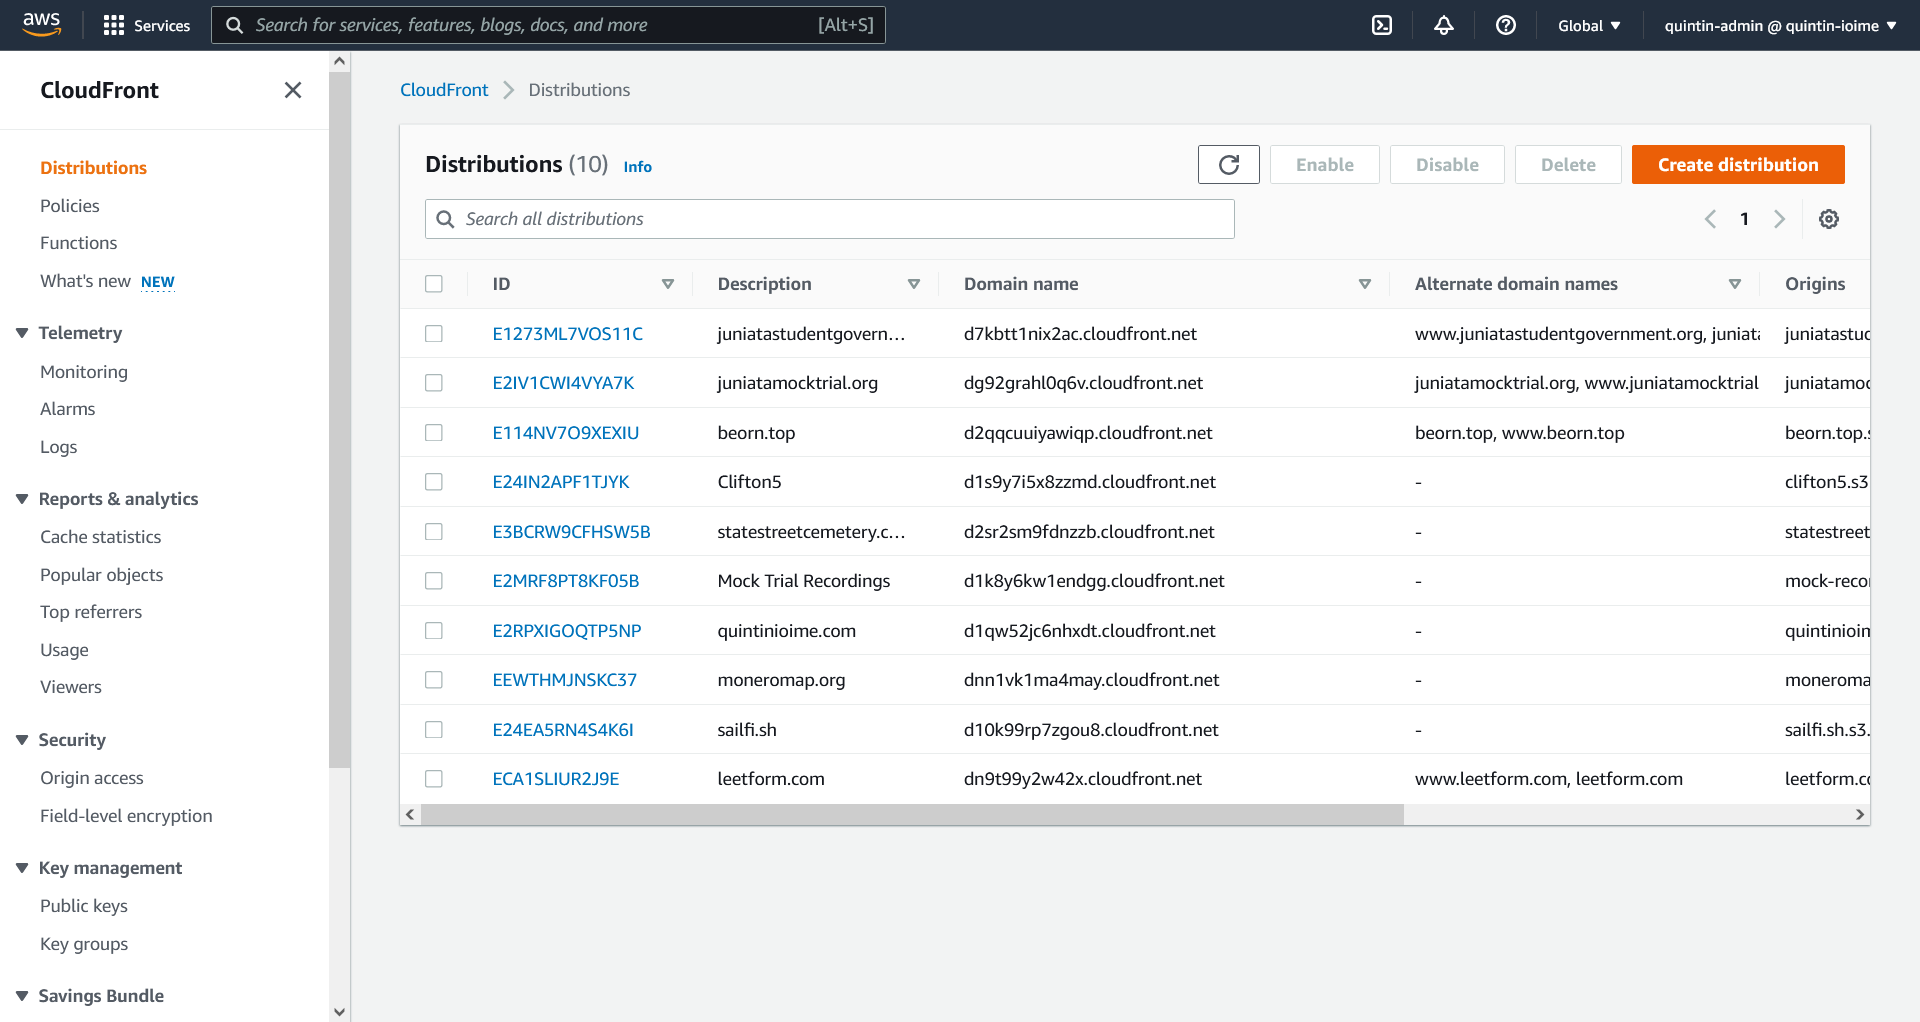 aws Services Search for services, features, blogs, docs, and more [Alt+S] Global quintin-admin @ quintin-ioime
CloudFront
Distributions
Policies
Functions
What's new NEW
Telemetry
Monitoring
Alarms
Logs
Reports & analytics
Cache statistics
Popular objects
Top referrers
Usage
Viewers
Security
Origin access
Field-level encryption
Key management
Public keys
Key groups
Savings Bundle
CloudFront Distributions
Distributions (10) Info Enable Disable Delete Create distribution
Search all distributions 1
ID Description Domain name Alternate domain names Origins
E1273ML7VOS11C juniatastudentgovern... d7kbtt1nix2ac.cloudfront.net www.juniatastudentgovernment.org, juniata juniatastud
E2IV1CWI4VYA7K juniatamocktrial.org dg92grahl0q6v.cloudfront.net juniatamocktrial.org, www.juniatamocktrial juniatamoc
E114NV7O9XEXIU beorn.top d2qqcuuiyawiqp.cloudfront.net beorn.top, www.beorn.top beorn.top.s
E24IN2APF1TJYK Clifton5 d1s9y7i5x8zzmd.cloudfront.net - clifton5.s3
E3BCRW9CFHSW5B statestreetcemetery.c... d2sr2sm9fdnzzb.cloudfront.net - statestreet
E2MRF8PT8KF05B Mock Trial Recordings d1k8y6kw1endgg.cloudfront.net - mock-recor
E2RPXIGOQTP5NP quintinioime.com d1qw52jc6nhxdt.cloudfront.net - quintinioim
EEWTHMJNSKC37 moneromap.org dnn1vk1ma4may.cloudfront.net - moneroma
E24EA5RN4S4K6I sailfi.sh d10k99rp7zgou8.cloudfront.net - sailfi.sh.s3.
ECA1SLIUR2J9E leetform.com dn9t99y2w42x.cloudfront.net www.leetform.com, leetform.com leetform.co